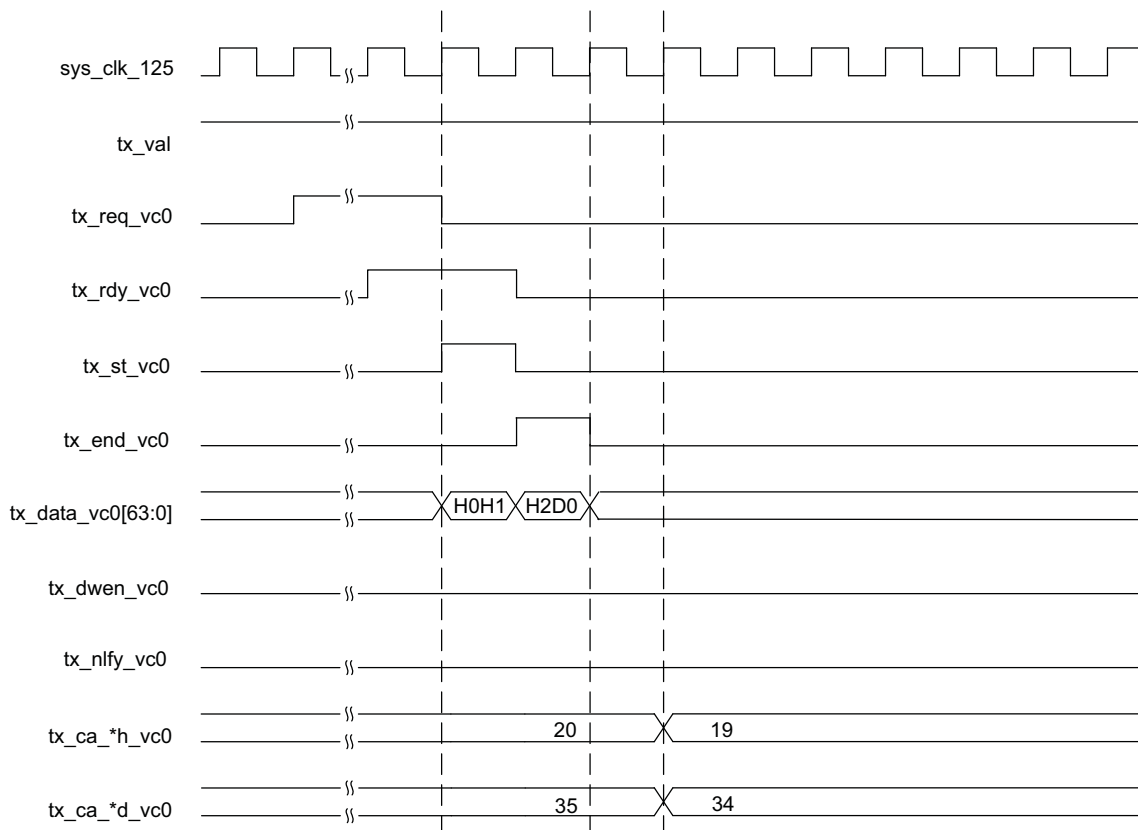 sys_clk_125
tx_val
tx_req_vc0
tx_rdy_vc0
tx_st_vc0
tx_end_vc0
tx_data_vc0[63:0] H0H1 H2D0
tx_dwen_vc0
tx_nlfy_vc0
tx_ca_*h_vc0 20 19
tx_ca_*d_vc0 35 34